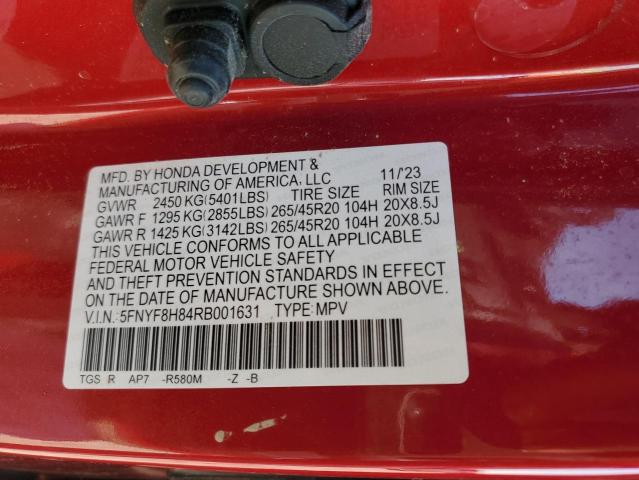 MFD. BY HONDA DEVELOPMENT &
MANUFACTURING OF AMERICA, LLC 11/'23
GVWR 2450 KG(5401LBS) TIRE SIZE RIM SIZE
GAWR F 1295 KG(2855LBS) 265/45R20 104H 20X8.5J
GAWR R 1425 KG(3142LBS) 265/45R20 104H 20X8.5J
THIS VEHICLE CONFORMS TO ALL APPLICABLE
FEDERAL MOTOR VEHICLE SAFETY
AND THEFT PREVENTION STANDARDS IN EFFECT
ON THE DATE OF MANUFACTURE SHOWN ABOVE.
V.I.N.:5FNYF8H84RB001631 TYPE:MPV
TGS R AP7 -R580M -Z -B